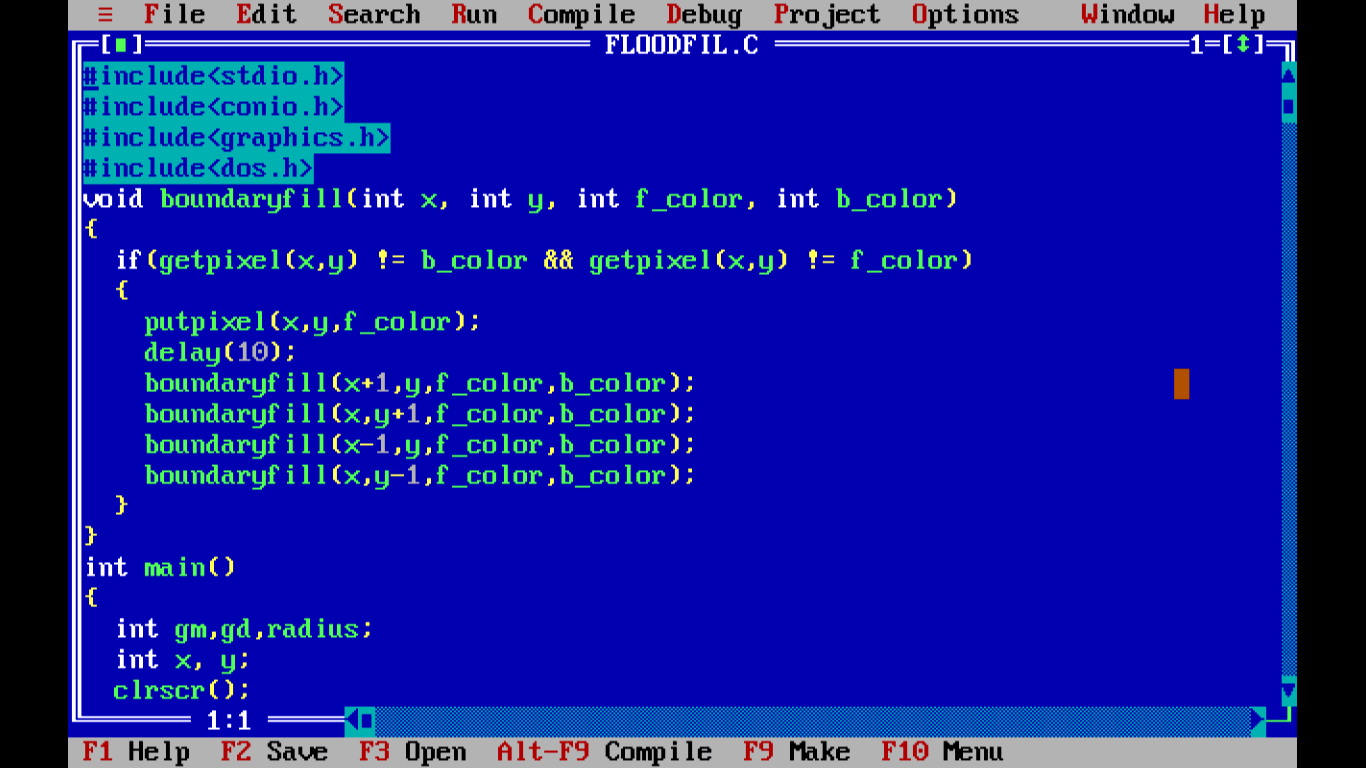 ≡ File Edit Search Run Compile Debug Project Options Window Help
[■] FLOODFIL.C 1=[↕]
#include<stdio.h>
#include<conio.h>
#include<graphics.h>
#include<dos.h>
void boundaryfill(int x, int y, int f_color, int b_color)
{
  if(getpixel(x,y) != b_color && getpixel(x,y) != f_color)
  {
    putpixel(x,y,f_color);
    delay(10);
    boundaryfill(x+1,y,f_color,b_color);
    boundaryfill(x,y+1,f_color,b_color);
    boundaryfill(x-1,y,f_color,b_color);
    boundaryfill(x,y-1,f_color,b_color);
  }
}
int main()
{
  int gm,gd,radius;
  int x, y;
  clrscr();
1:1
F1 Help F2 Save F3 Open Alt-F9 Compile F9 Make F10 Menu